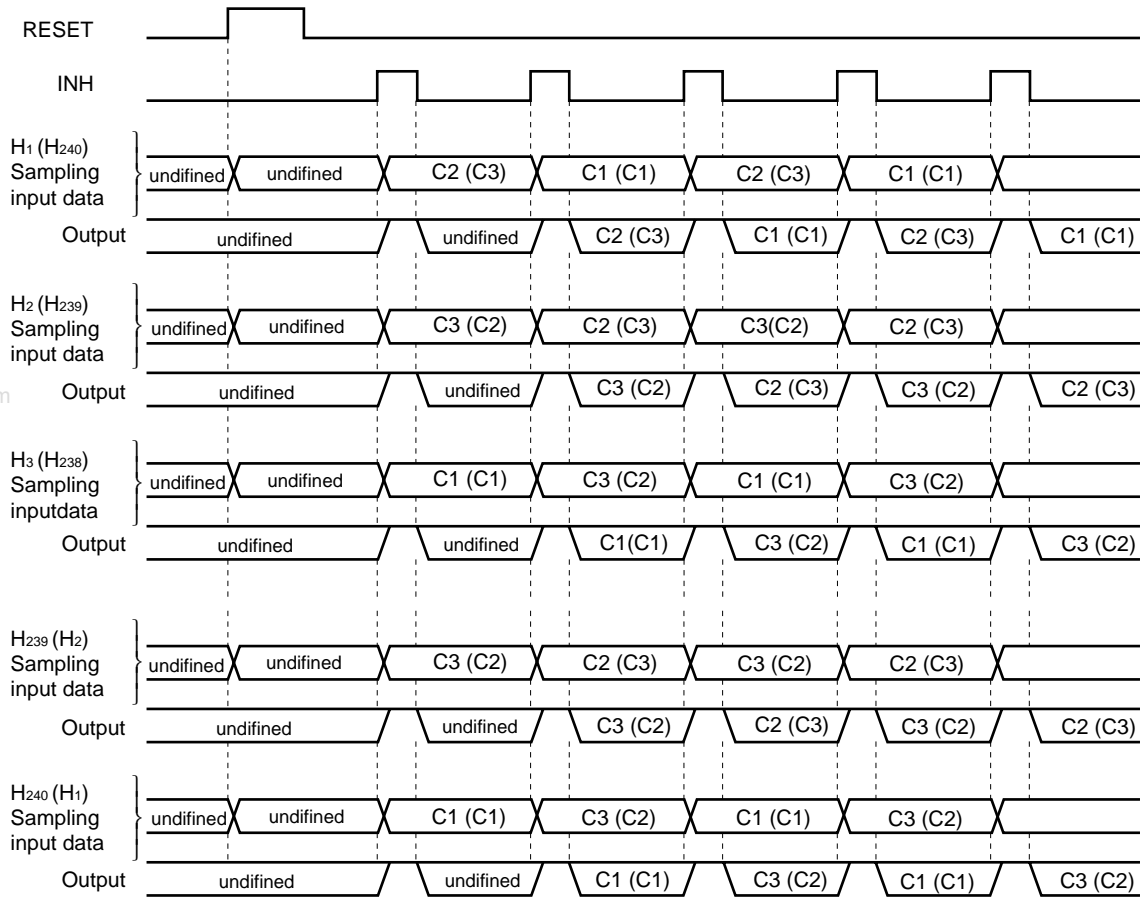 RESET
INH
H1 (H240)
Sampling
input data
undifined undifined C2 (C3) C1 (C1) C2 (C3) C1 (C1)
Output undifined undifined C2 (C3) C1 (C1) C2 (C3) C1 (C1)
H2 (H239)
Sampling
input data
undifined undifined C3 (C2) C2 (C3) C3(C2) C2 (C3)
m
Output undifined undifined C3 (C2) C2 (C3) C3 (C2) C2 (C3)
H3 (H238)
Sampling
inputdata
undifined undifined C1 (C1) C3 (C2) C1 (C1) C3 (C2)
Output undifined undifined C1(C1) C3 (C2) C1 (C1) C3 (C2)
H239 (H2)
Sampling
input data
undifined undifined C3 (C2) C2 (C3) C3 (C2) C2 (C3)
Output undifined undifined C3 (C2) C2 (C3) C3 (C2) C2 (C3)
H240 (H1)
Sampling
input data
undifined undifined C1 (C1) C3 (C2) C1 (C1) C3 (C2)
Output undifined undifined C1 (C1) C3 (C2) C1 (C1) C3 (C2)